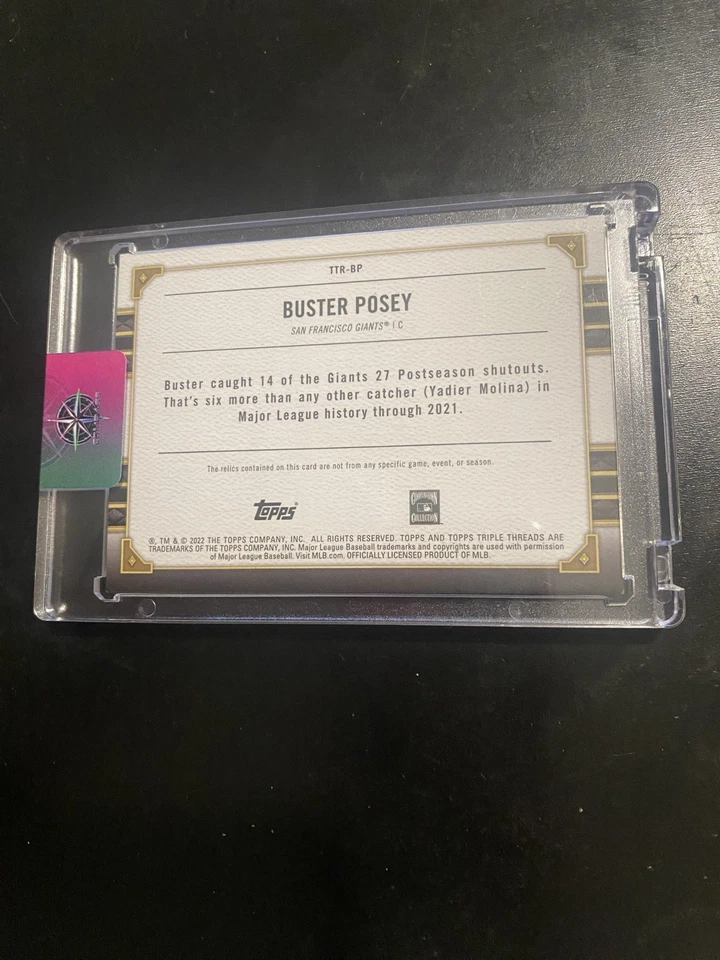 TTR-BP
BUSTER POSEY
SAN FRANCISCO GIANTS® | C
Buster caught 14 of the Giants 27 Postseason shutouts.
That's six more than any other catcher (Yadier Molina) in
Major League history through 2021.
The relics contained on this card are not from any specific game, event, or season.
topps
COOPERSTOWN
COLLECTION
®, TM & © 2022 THE TOPPS COMPANY, INC. ALL RIGHTS RESERVED. TOPPS AND TOPPS TRIPLE THREADS ARE
TRADEMARKS OF THE TOPPS COMPANY, INC. Major League Baseball trademarks and copyrights are used with permission
of Major League Baseball. Visit MLB.com. OFFICIALLY LICENSED PRODUCT OF MLB.